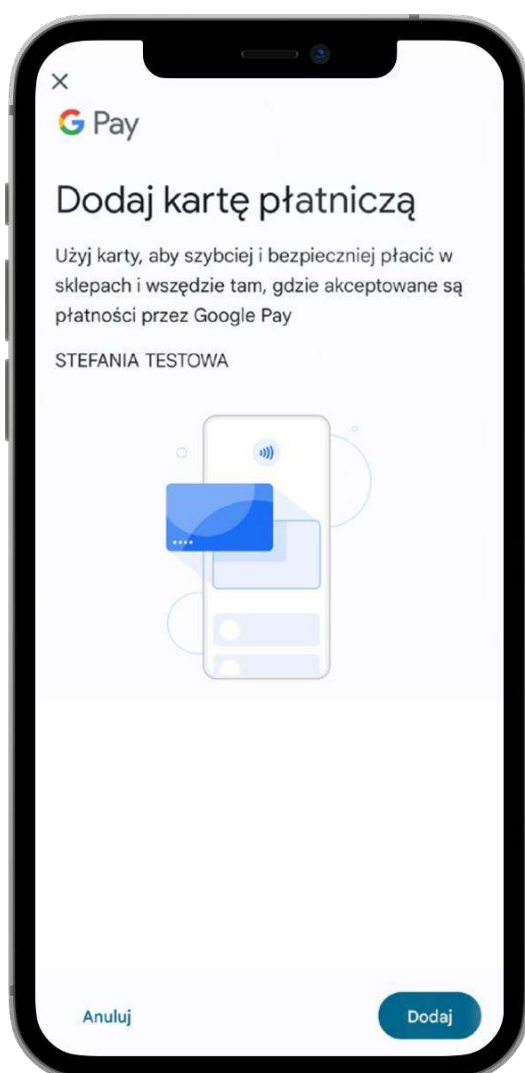 G Pay
Dodaj kartę płatniczą
Użyj karty, aby szybciej i bezpieczniej płacić w
sklepach i wszędzie tam, gdzie akceptowane są
płatności przez Google Pay
STEFANIA TESTOWA
Anuluj
Dodaj